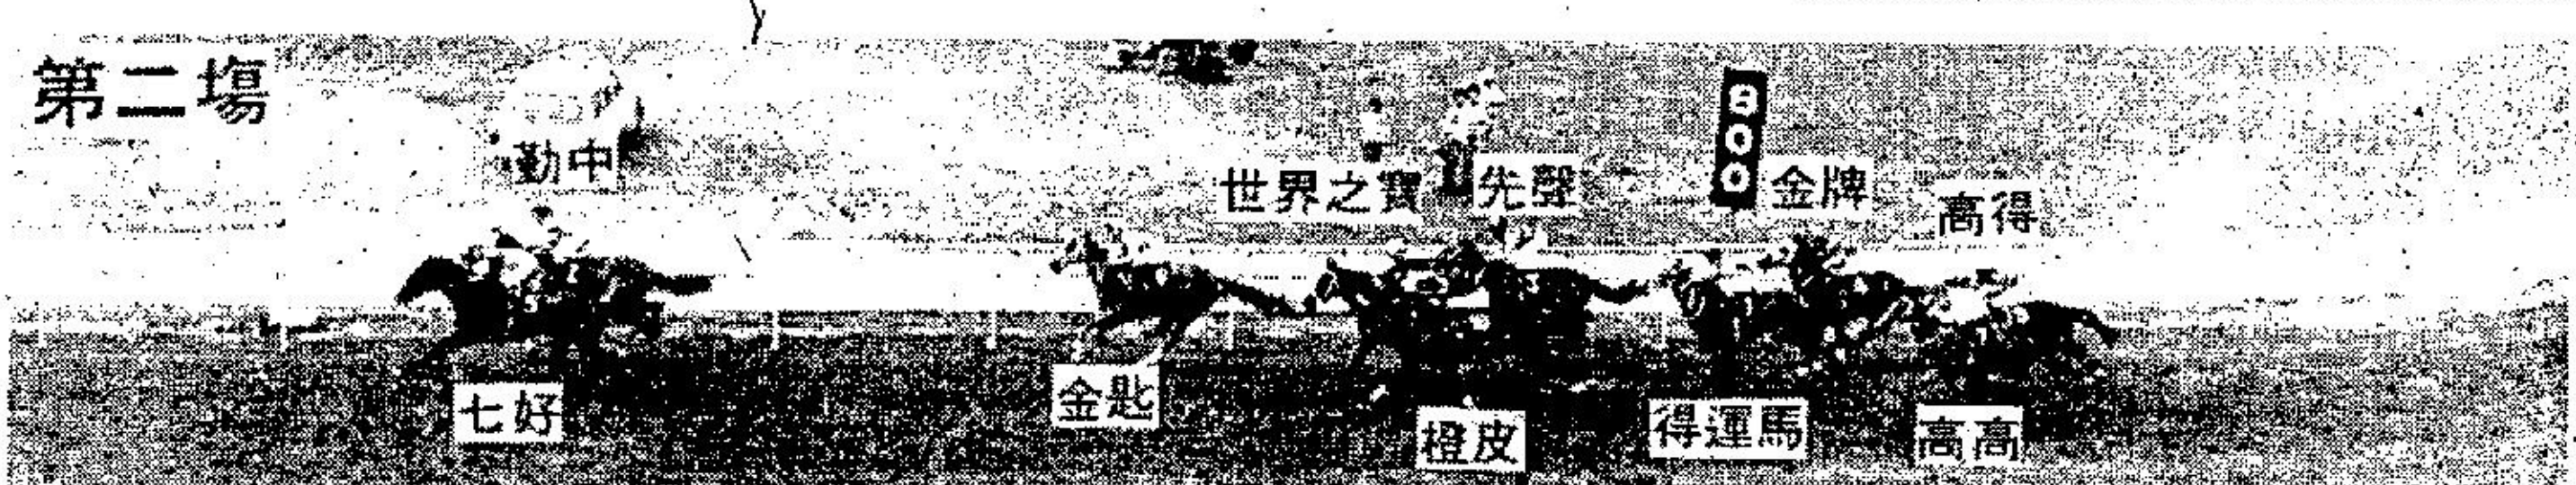 第二場
勤中
世界之寶
先聲
800
金牌
高得
七好
金匙
橙皮
得運馬
高高